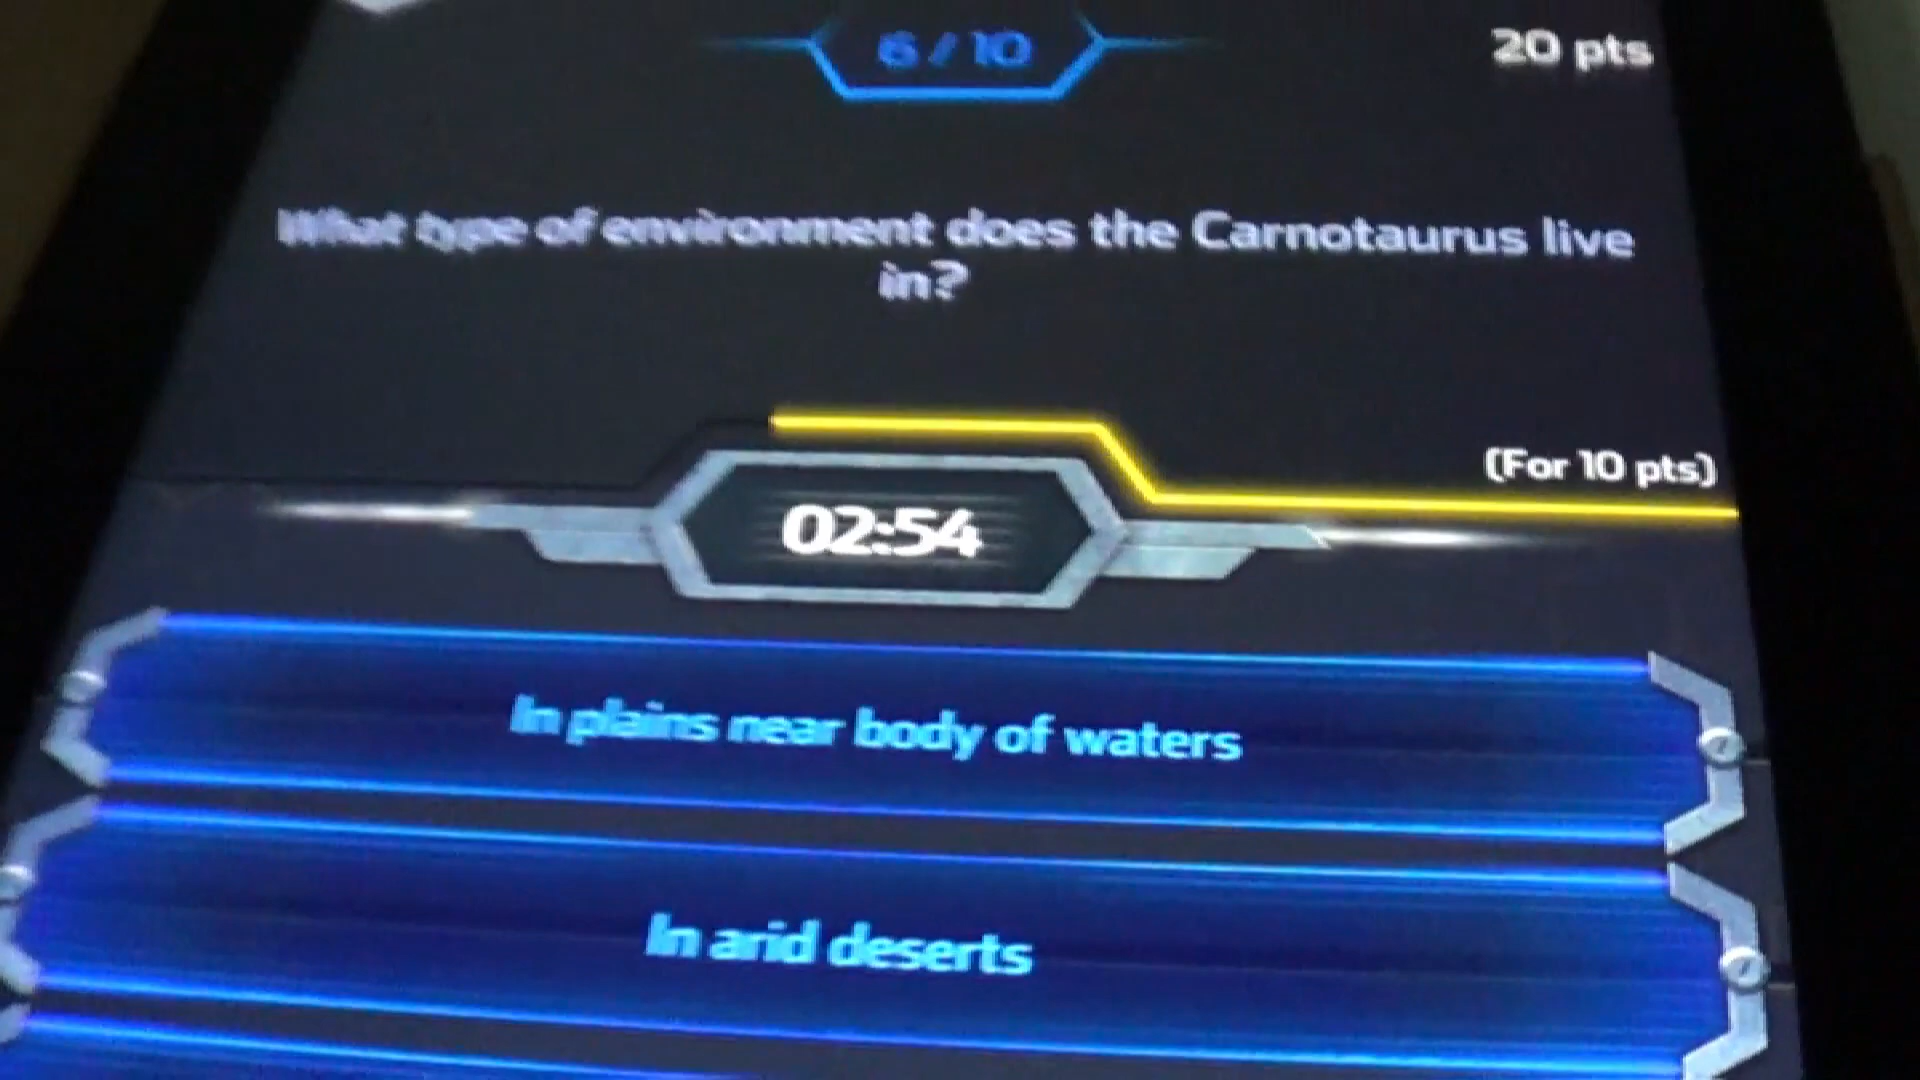 6 / 10
20 pts
What type of environment does the Carnotaurus live
in?
(For 10 pts)
02:54
In plains near body of waters
In arid deserts